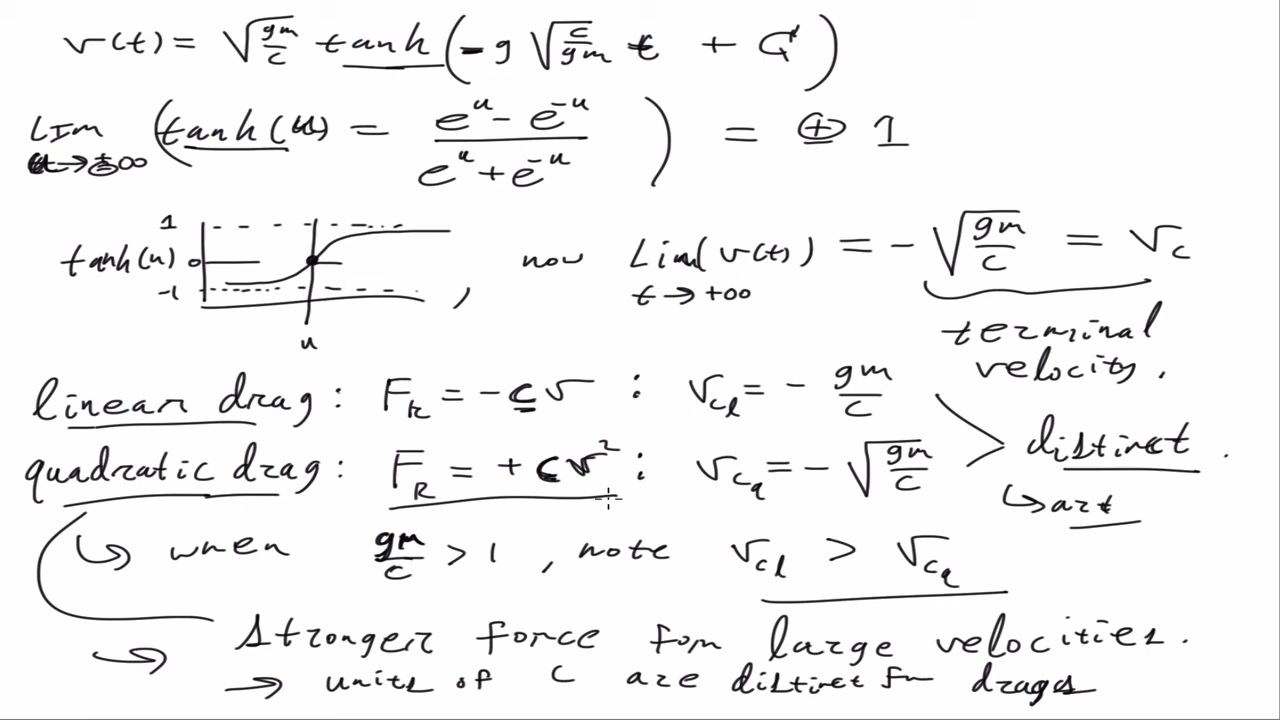 v(t) = √(gm/c) tanh(-g √(c/gm) t + C')
Lim u→±∞ (tanh(u) = (e^u - e^-u)/(e^u + e^-u)) = ± 1
1
tanh(u) 0
-1
u
, now Lim(v(t)) t→+∞ = - √(gm/c) = v_c
terminal
velocity.
linear drag: F_R = -cv : v_cl = - gm/c
quadratic drag: F_R = + cv² : v_cq = - √(gm/c) > distinct.
↳ art
↳ when gm/c > 1, note v_cl > v_cq
→ stronger force for large velocities.
→ units of c are distinct for drages